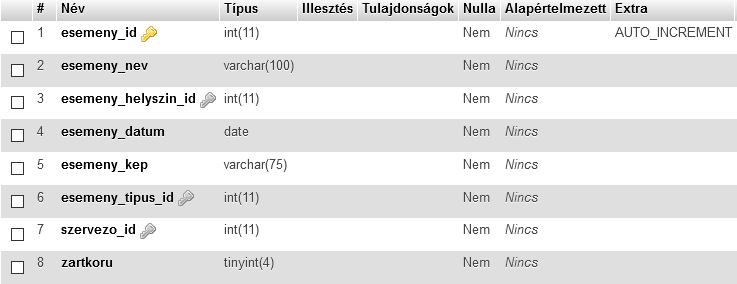 # Név Típus Illesztés Tulajdonságok Nulla Alapértelmezett Extra
1 esemeny_id int(11) Nem Nincs AUTO_INCREMENT
2 esemeny_nev varchar(100) Nem Nincs
3 esemeny_helyszin_id int(11) Nem Nincs
4 esemeny_datum date Nem Nincs
5 esemeny_kep varchar(75) Nem Nincs
6 esemeny_tipus_id int(11) Nem Nincs
7 szervezo_id int(11) Nem Nincs
8 zartkoru tinyint(4) Nem Nincs